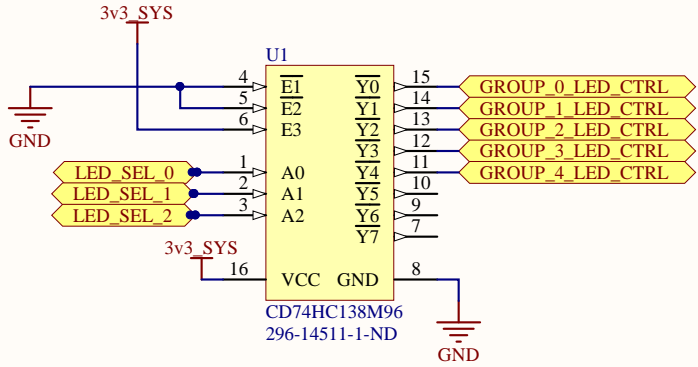 3v3_SYS
U1
4 E1 Y0 15 GROUP_0_LED_CTRL
5 E2 Y1 14 GROUP_1_LED_CTRL
6 E3 Y2 13 GROUP_2_LED_CTRL
GND
Y3 12 GROUP_3_LED_CTRL
LED_SEL_0 1 A0 Y4 11 GROUP_4_LED_CTRL
LED_SEL_1 2 A1 Y5 10
LED_SEL_2 3 A2 Y6 9
Y7 7
3v3_SYS
16 VCC GND 8
CD74HC138M96
296-14511-1-ND
GND